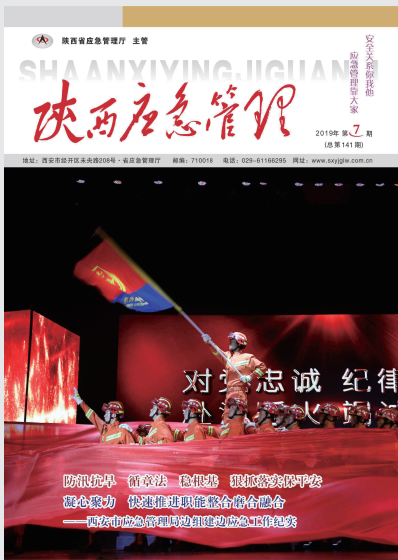 陕西省应急管理厅 主管
安全关系你我他
应急管理靠大家
SHAANXIYINGJIGUANLI
陕西应急管理
2019年 第7期
(总第141期)
地址：西安市经开区未央路208号·省应急管理厅 邮编：710018 电话：029-61166295 网址：www.sxyjgle.com.cn
对党忠诚 纪律
防汛抗旱 循章法 稳根基 狠抓落实保平安
凝心聚力 快速推进职能整合磨合融合
——西安市应急管理局边组建边应急工作纪实